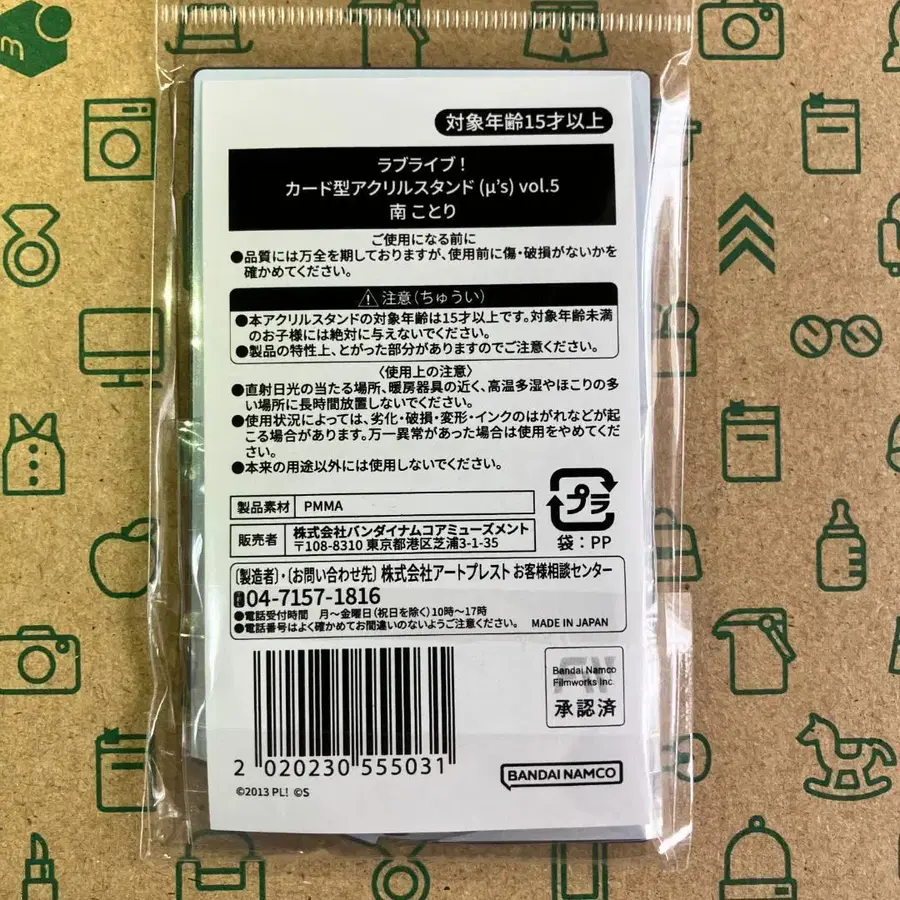 m
対象年齢15才以上
ラブライブ！
カード型アクリルスタンド (μ's) vol.5
南 ことり
ご使用になる前に
●品質には万全を期しておりますが、使用前に傷・破損がないかを
確かめてください。
⚠注意（ちゅうい）
●本アクリルスタンドの対象年齢は15才以上です。対象年齢未満
のお子様には絶対に与えないでください。
●製品の特性上、とがった部分がありますのでご注意ください。
〈使用上の注意〉
●直射日光の当たる場所、暖房器具の近く、高温多湿やほこりの多
い場所に長時間放置しないでください。
●使用状況によっては、劣化・破損・変形・インクのはがれなどが起
こる場合があります。万一異常があった場合は使用をやめてくだ
さい。
●本来の用途以外には使用しないでください。
製品素材 PMMA
販売者 株式会社バンダイナムコアミューズメント
〒108-8310 東京都港区芝浦3-1-35
プラ
袋：PP
〔製造者〕・〔お問い合わせ先〕 株式会社アートプレスト お客様相談センター
04-7157-1816
●電話受付時間 月〜金曜日（祝日を除く）10時〜17時
●電話番号はよく確かめてお間違いのないようご注意ください。 MADE IN JAPAN
Bandai Namco
Filmworks Inc.
承認済
2 020230 555031
BANDAI NAMCO
©2013 PL! ©S